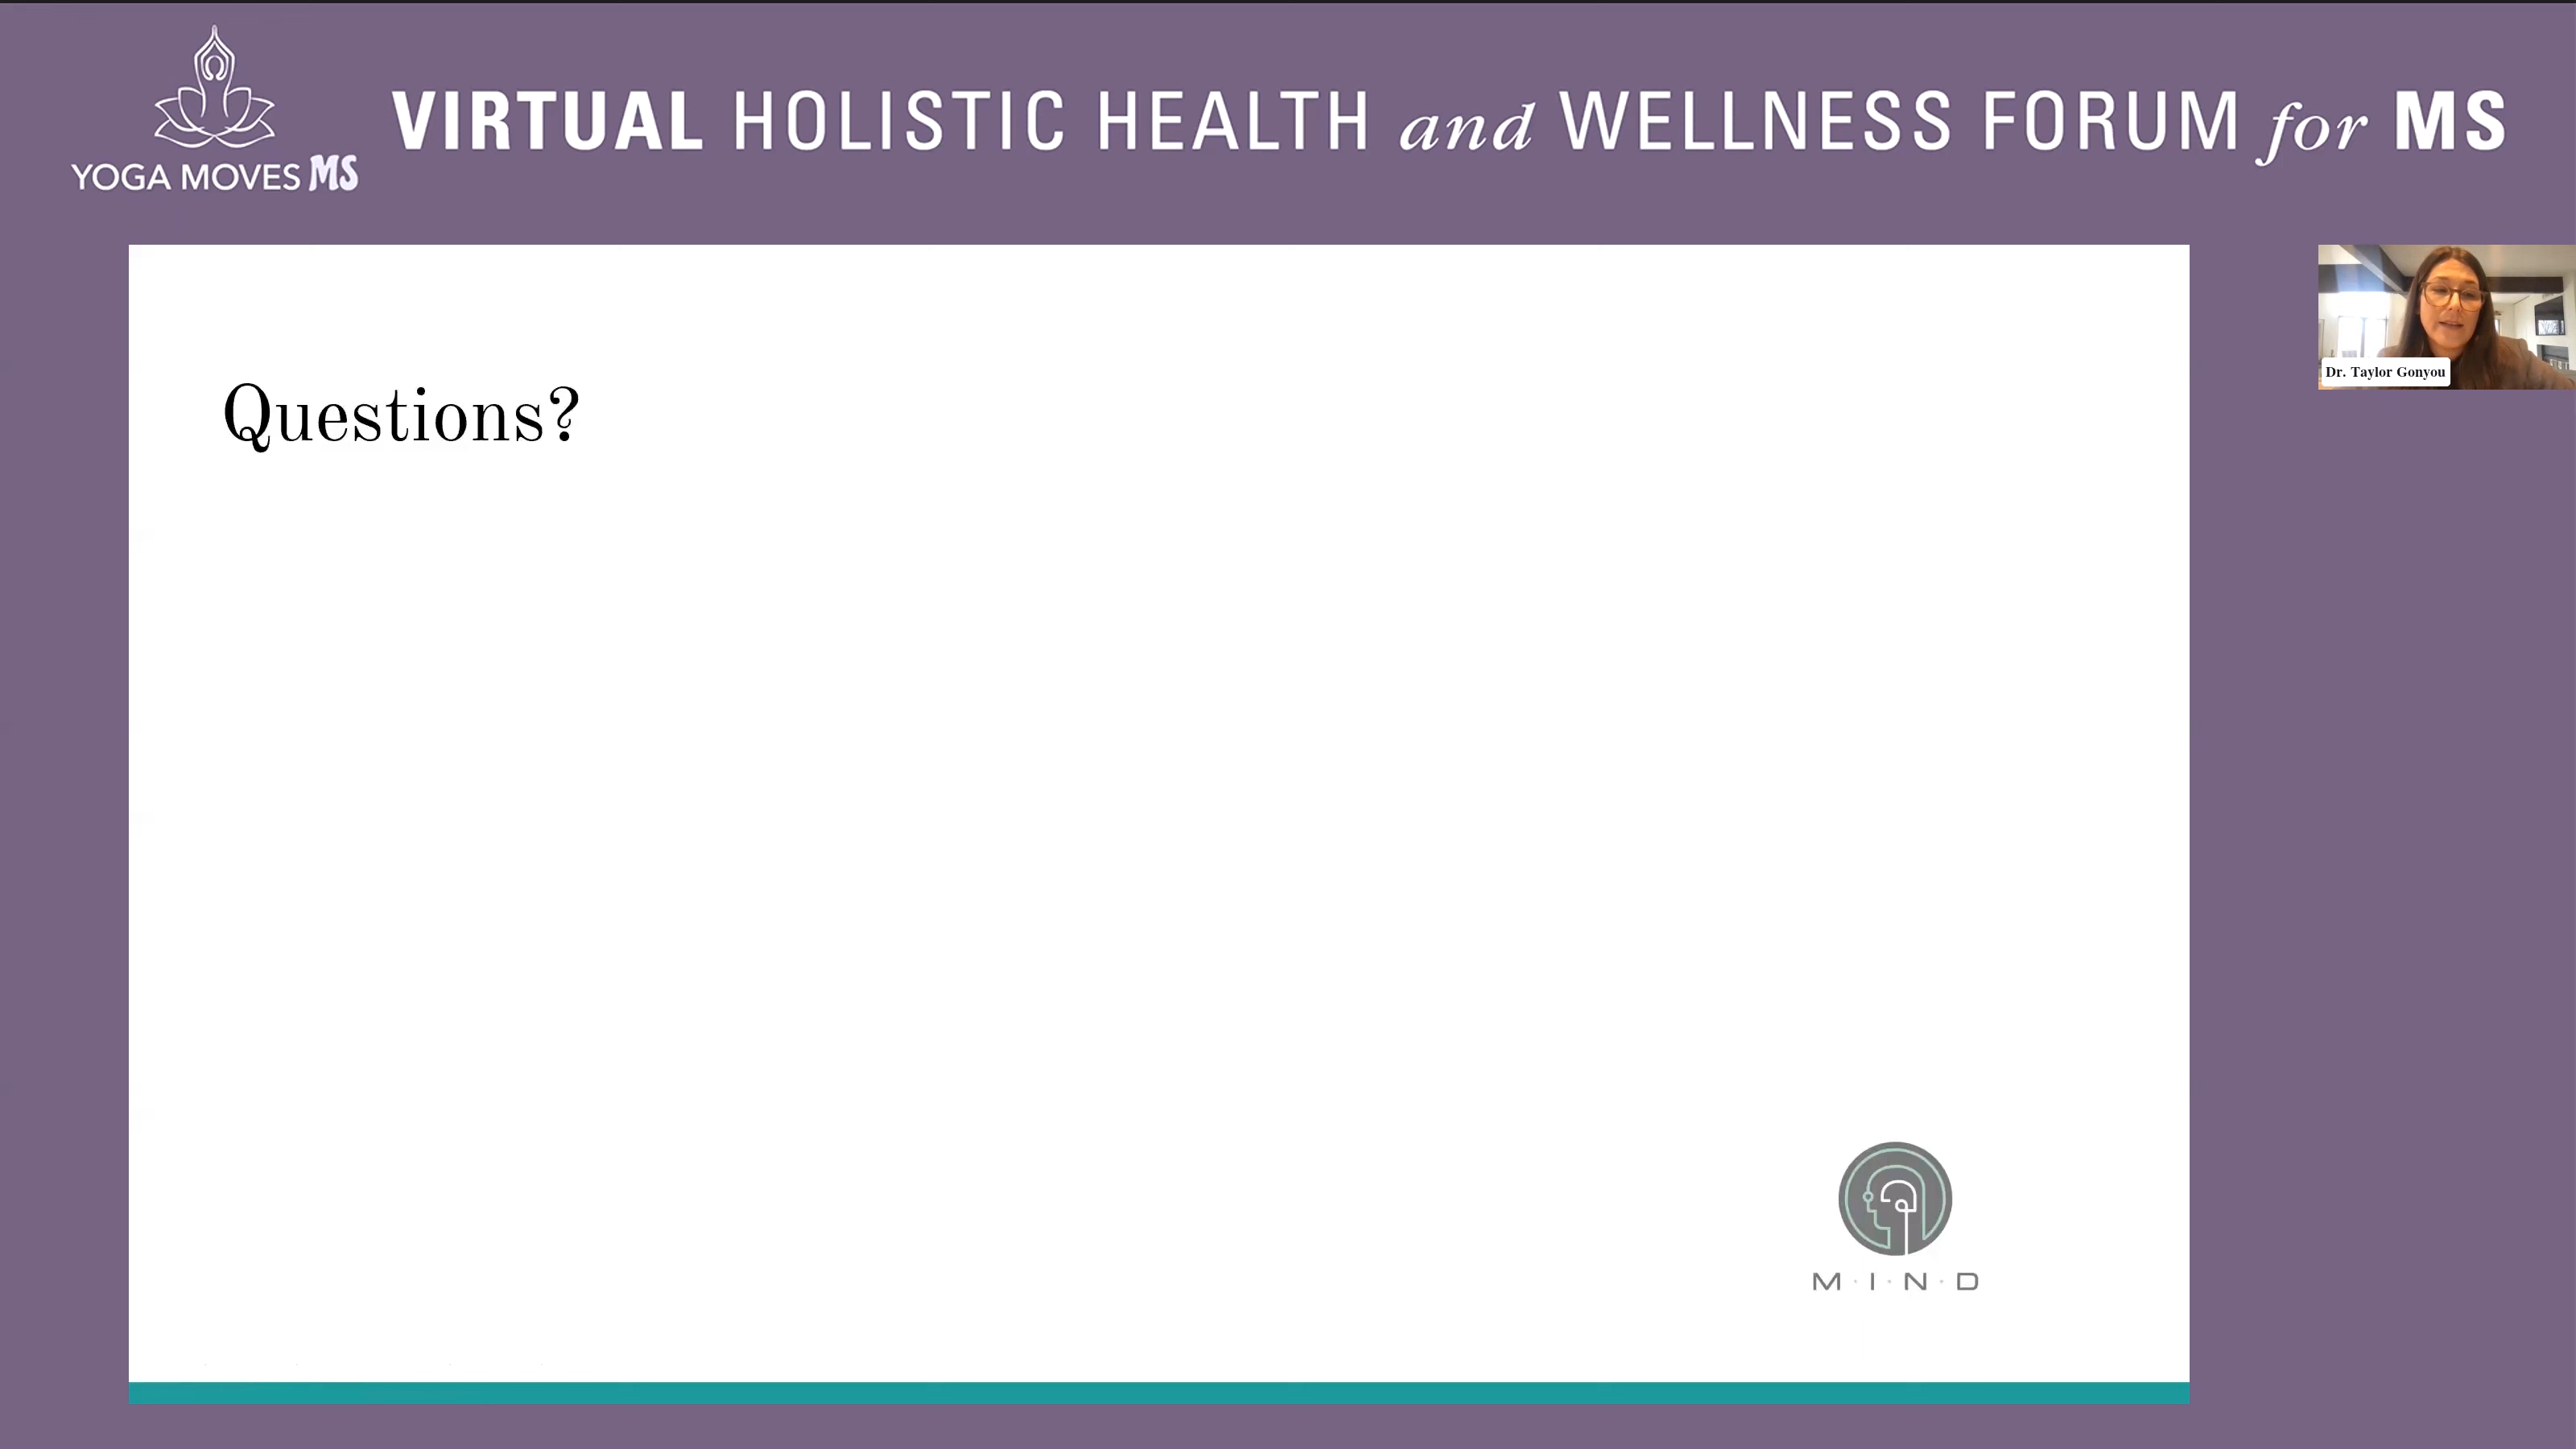 VIRTUAL HOLISTIC HEALTH and WELLNESS FORUM for MS
YOGA MOVES MS
Dr. Taylor Gonyou
Questions?
M·I·N·D